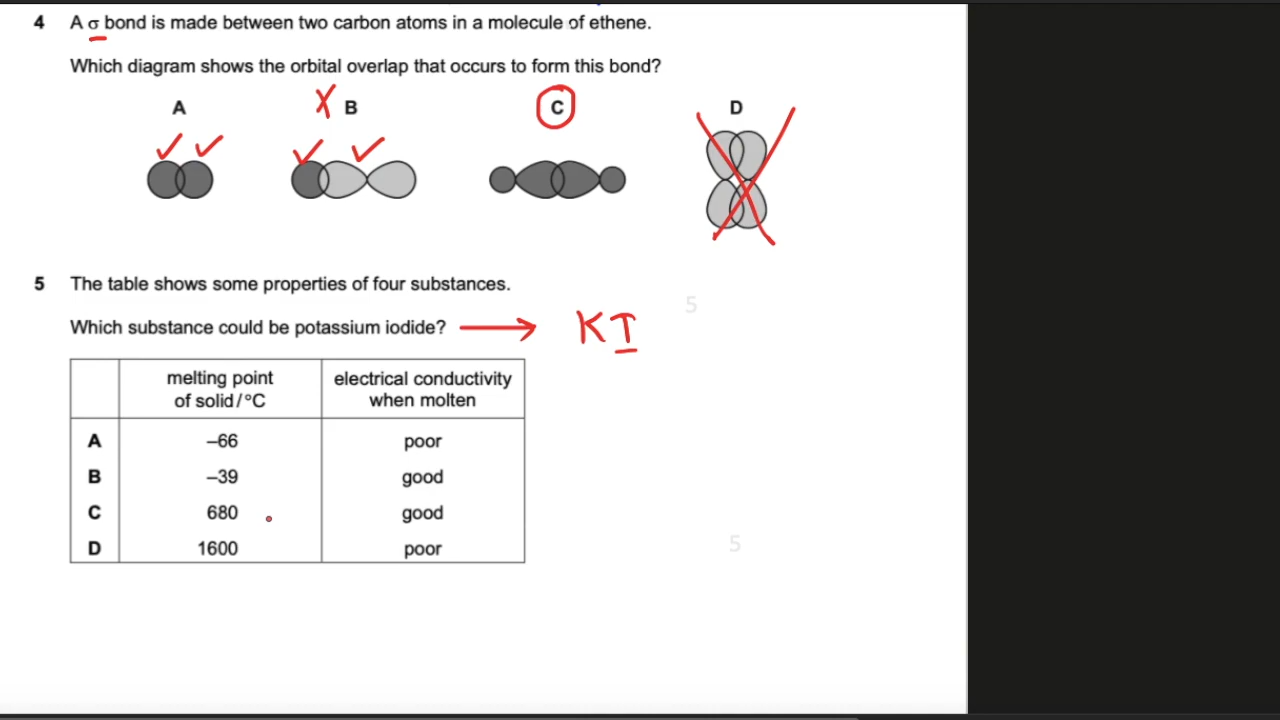 4 A σ bond is made between two carbon atoms in a molecule of ethene.
Which diagram shows the orbital overlap that occurs to form this bond?
A X B C D
5 The table shows some properties of four substances.
5
Which substance could be potassium iodide? → KI
melting point of solid / °C electrical conductivity when molten
A –66 poor
B –39 good
C 680 good
D 1600 poor
5